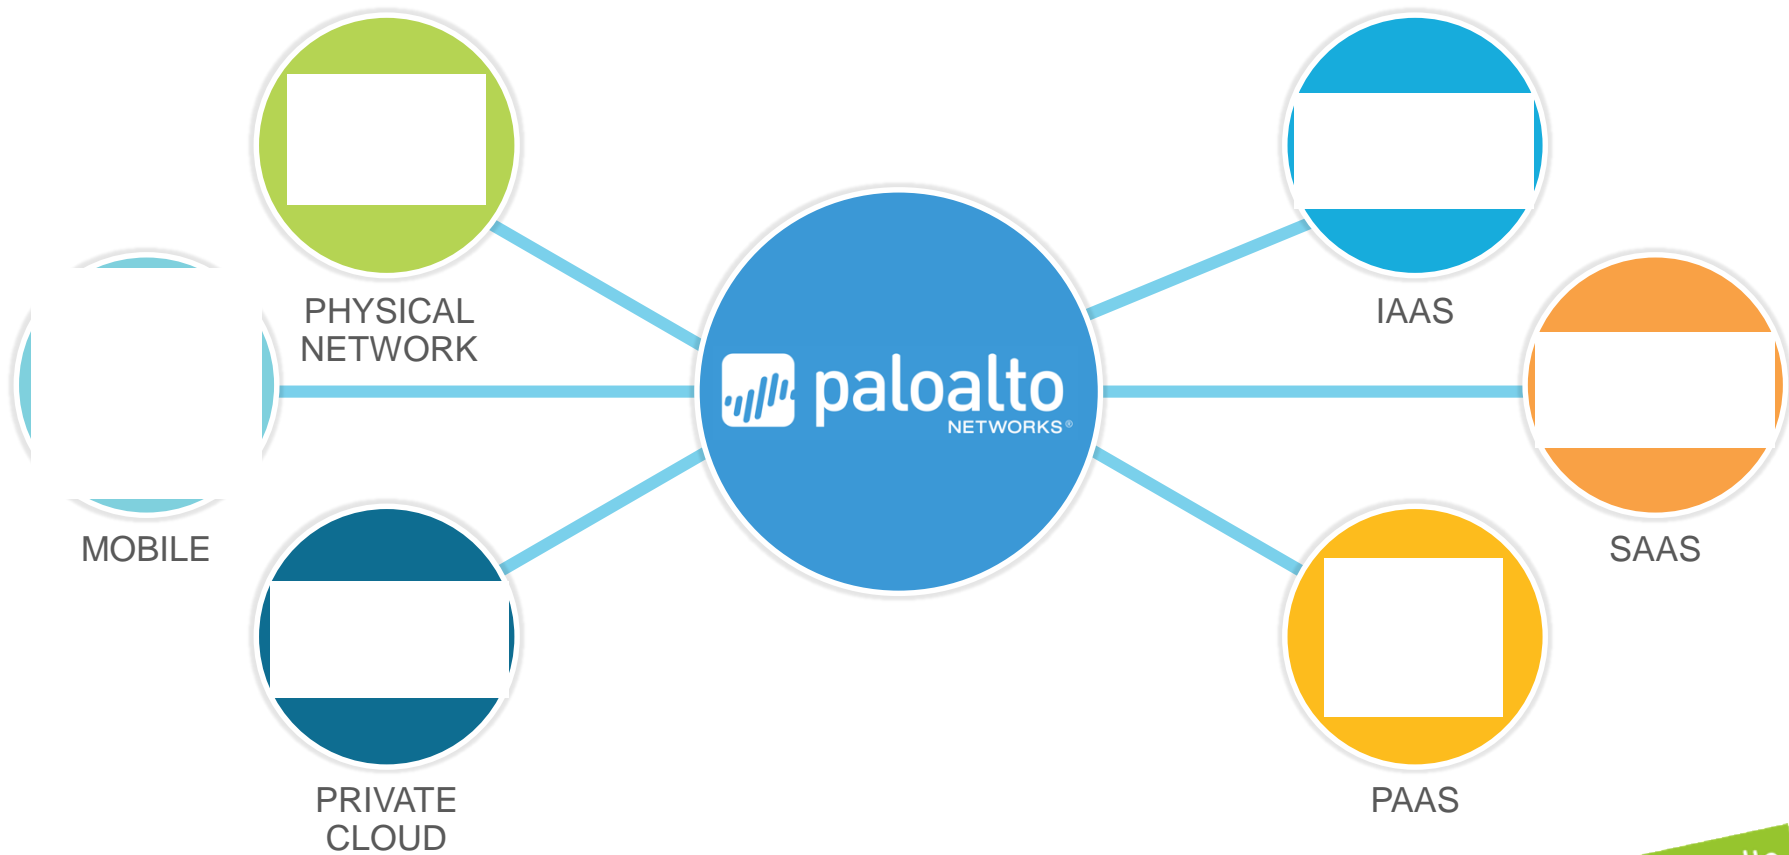 PHYSICAL
NETWORK
IAAS
paloalto
NETWORKS®
MOBILE
SAAS
PRIVATE
CLOUD
PAAS